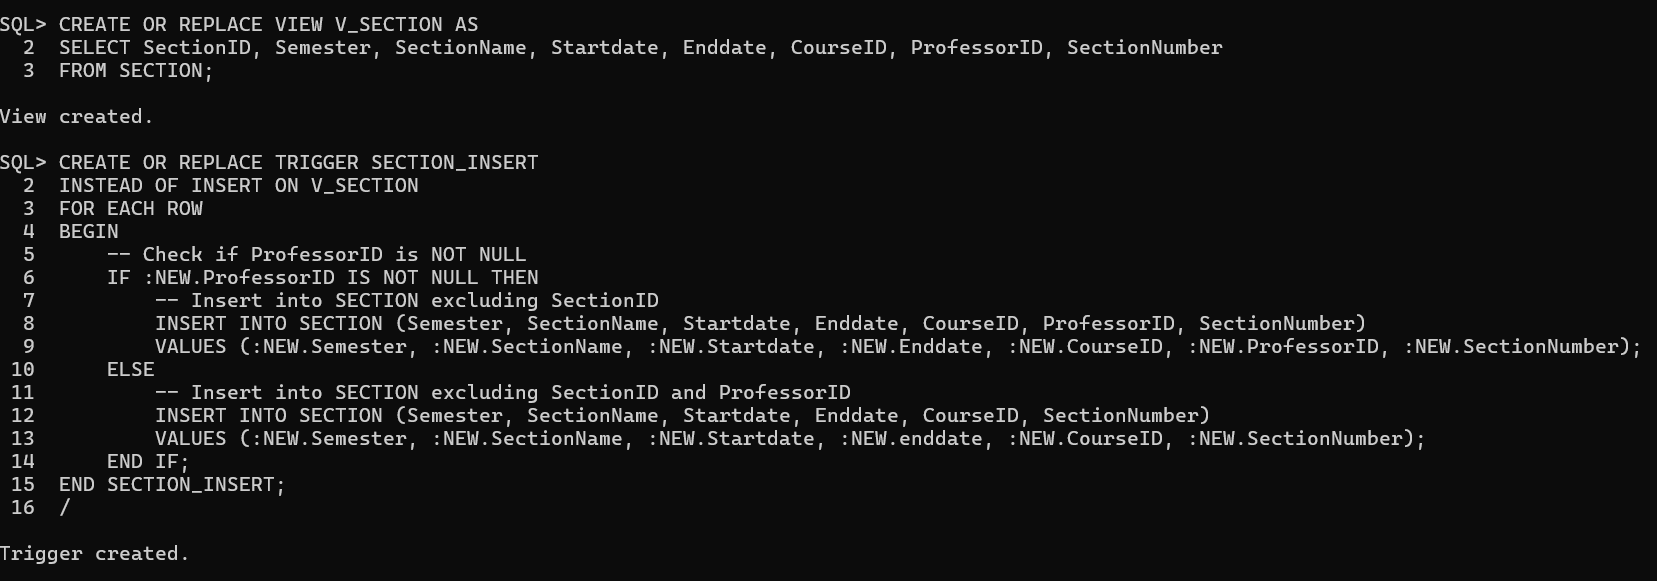 SQL> CREATE OR REPLACE VIEW V_SECTION AS
  2  SELECT SectionID, Semester, SectionName, Startdate, Enddate, CourseID, ProfessorID, SectionNumber
  3  FROM SECTION;
View created.
SQL> CREATE OR REPLACE TRIGGER SECTION_INSERT
  2  INSTEAD OF INSERT ON V_SECTION
  3  FOR EACH ROW
  4  BEGIN
  5      -- Check if ProfessorID is NOT NULL
  6      IF :NEW.ProfessorID IS NOT NULL THEN
  7          -- Insert into SECTION excluding SectionID
  8          INSERT INTO SECTION (Semester, SectionName, Startdate, Enddate, CourseID, ProfessorID, SectionNumber)
  9          VALUES (:NEW.Semester, :NEW.SectionName, :NEW.Startdate, :NEW.Enddate, :NEW.CourseID, :NEW.ProfessorID, :NEW.SectionNumber);
 10      ELSE
 11          -- Insert into SECTION excluding SectionID and ProfessorID
 12          INSERT INTO SECTION (Semester, SectionName, Startdate, Enddate, CourseID, SectionNumber)
 13          VALUES (:NEW.Semester, :NEW.SectionName, :NEW.Startdate, :NEW.enddate, :NEW.CourseID, :NEW.SectionNumber);
 14      END IF;
 15  END SECTION_INSERT;
 16  /
Trigger created.